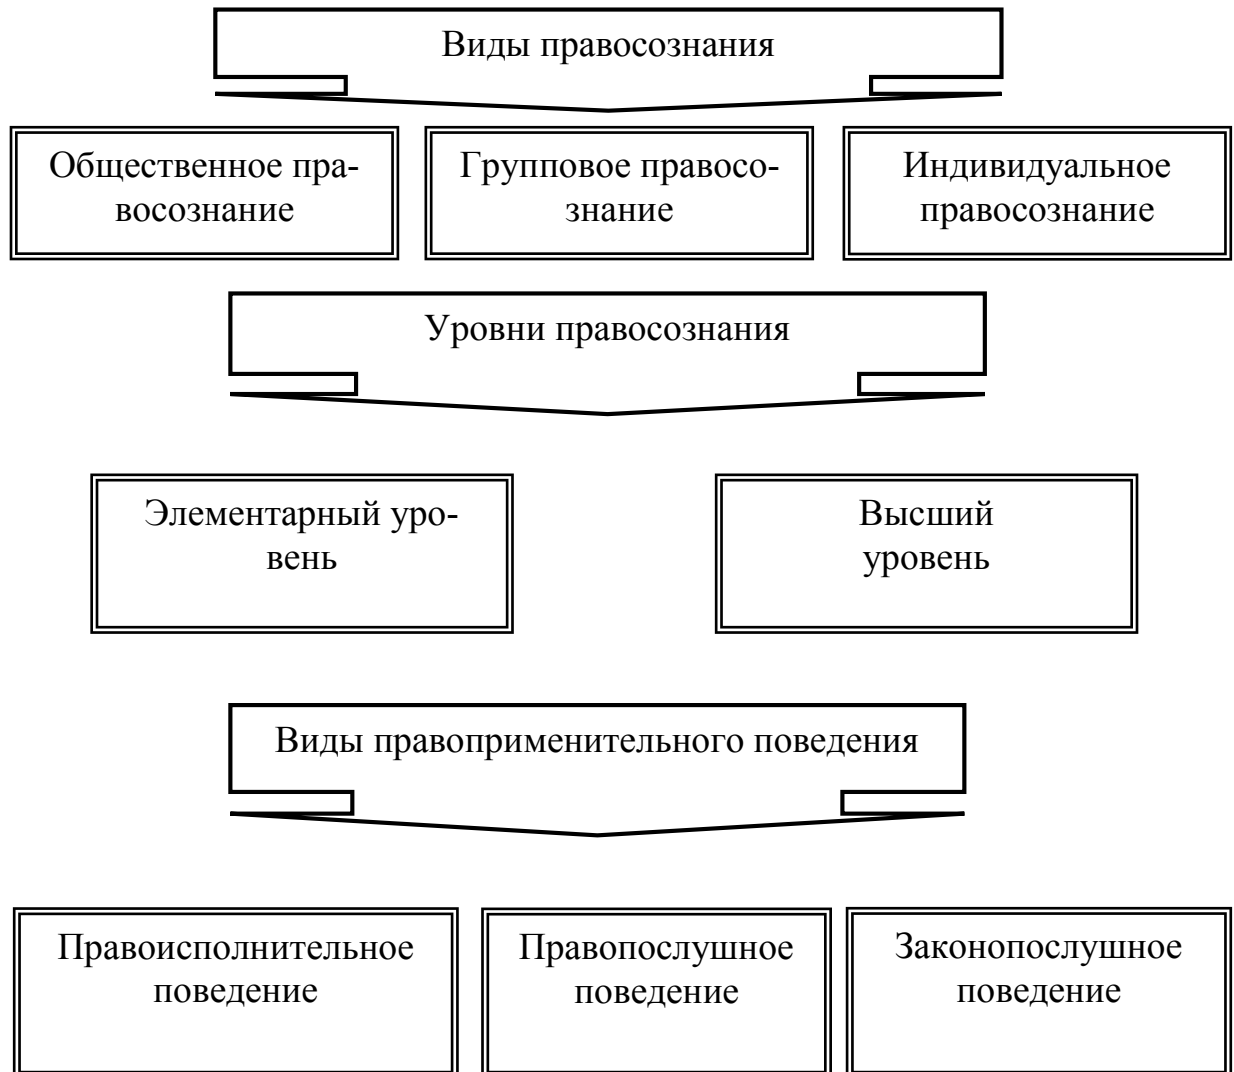 Виды правосознания
Общественное пра-
восознание
Групповое правосо-
знание
Индивидуальное
правосознание
Уровни правосознания
Элементарный уро-
вень
Высший
уровень
Виды правоприменительного поведения
Правоисполнительное
поведение
Правопослушное
поведение
Законопослушное
поведение